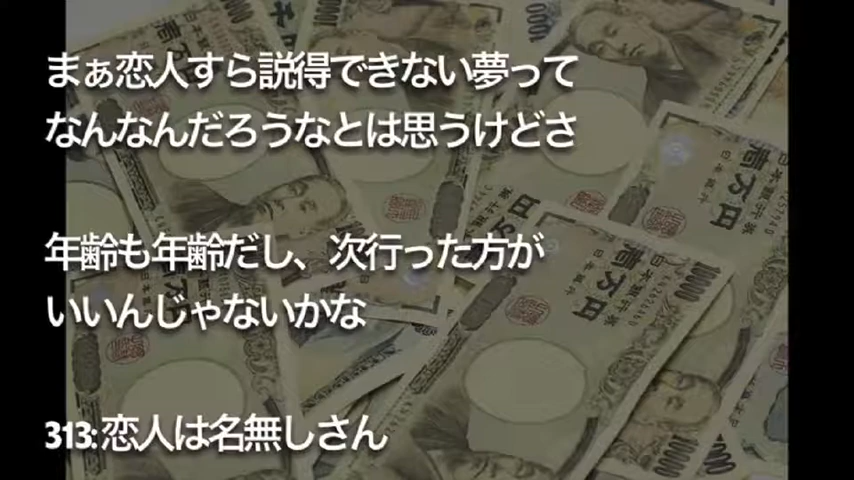 まぁ恋人すら説得できない夢って
なんなんだろうなとは思うけどさ
年齢も年齢だし、次行った方が
いいんじゃないかな
313: 恋人は名無しさん